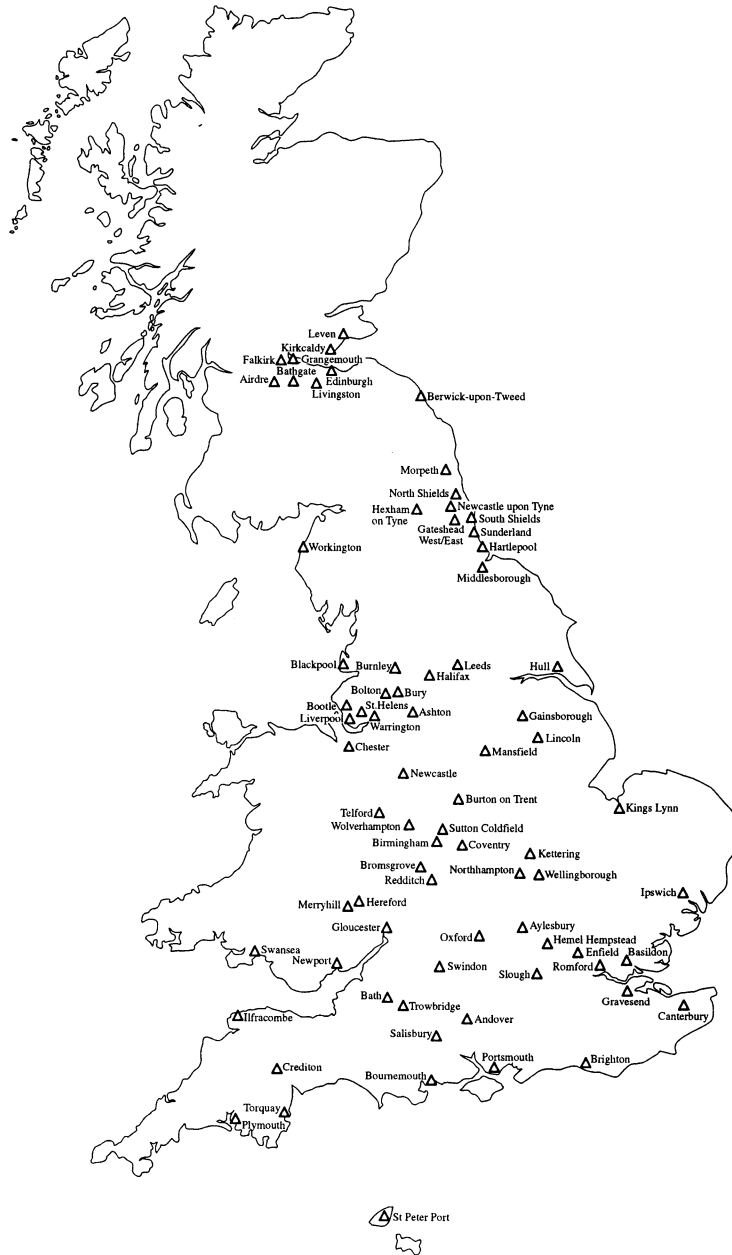 Leven
Kirkcaldy
Falkirk
Grangemouth
Bathgate
Airdre
Edinburgh
Livingston
Berwick-upon-Tweed
Morpeth
North Shields
Newcastle upon Tyne
Hexham
on Tyne
South Shields
Gateshead
West/East
Sunderland
Workington
Hartlepool
Middlesborough
Blackpool
Burnley
Leeds
Hull
Halifax
Bolton
Bury
Bootle
St.Helens
Liverpool
Ashton
Warrington
Gainsborough
Lincoln
Chester
Mansfield
Newcastle
Burton on Trent
Kings Lynn
Telford
Wolverhampton
Sutton Coldfield
Birmingham
Coventry
Kettering
Bromsgrove
Northhampton
Wellingborough
Redditch
Ipswich
Merryhill
Hereford
Gloucester
Aylesbury
Oxford
Hemel Hempstead
Swansea
Enfield
Basildon
Newport
Swindon
Romford
Slough
Gravesend
Bath
Trowbridge
Canterbury
Ilfracombe
Andover
Salisbury
Portsmouth
Brighton
Crediton
Bournemouth
Torquay
Plymouth
St Peter Port